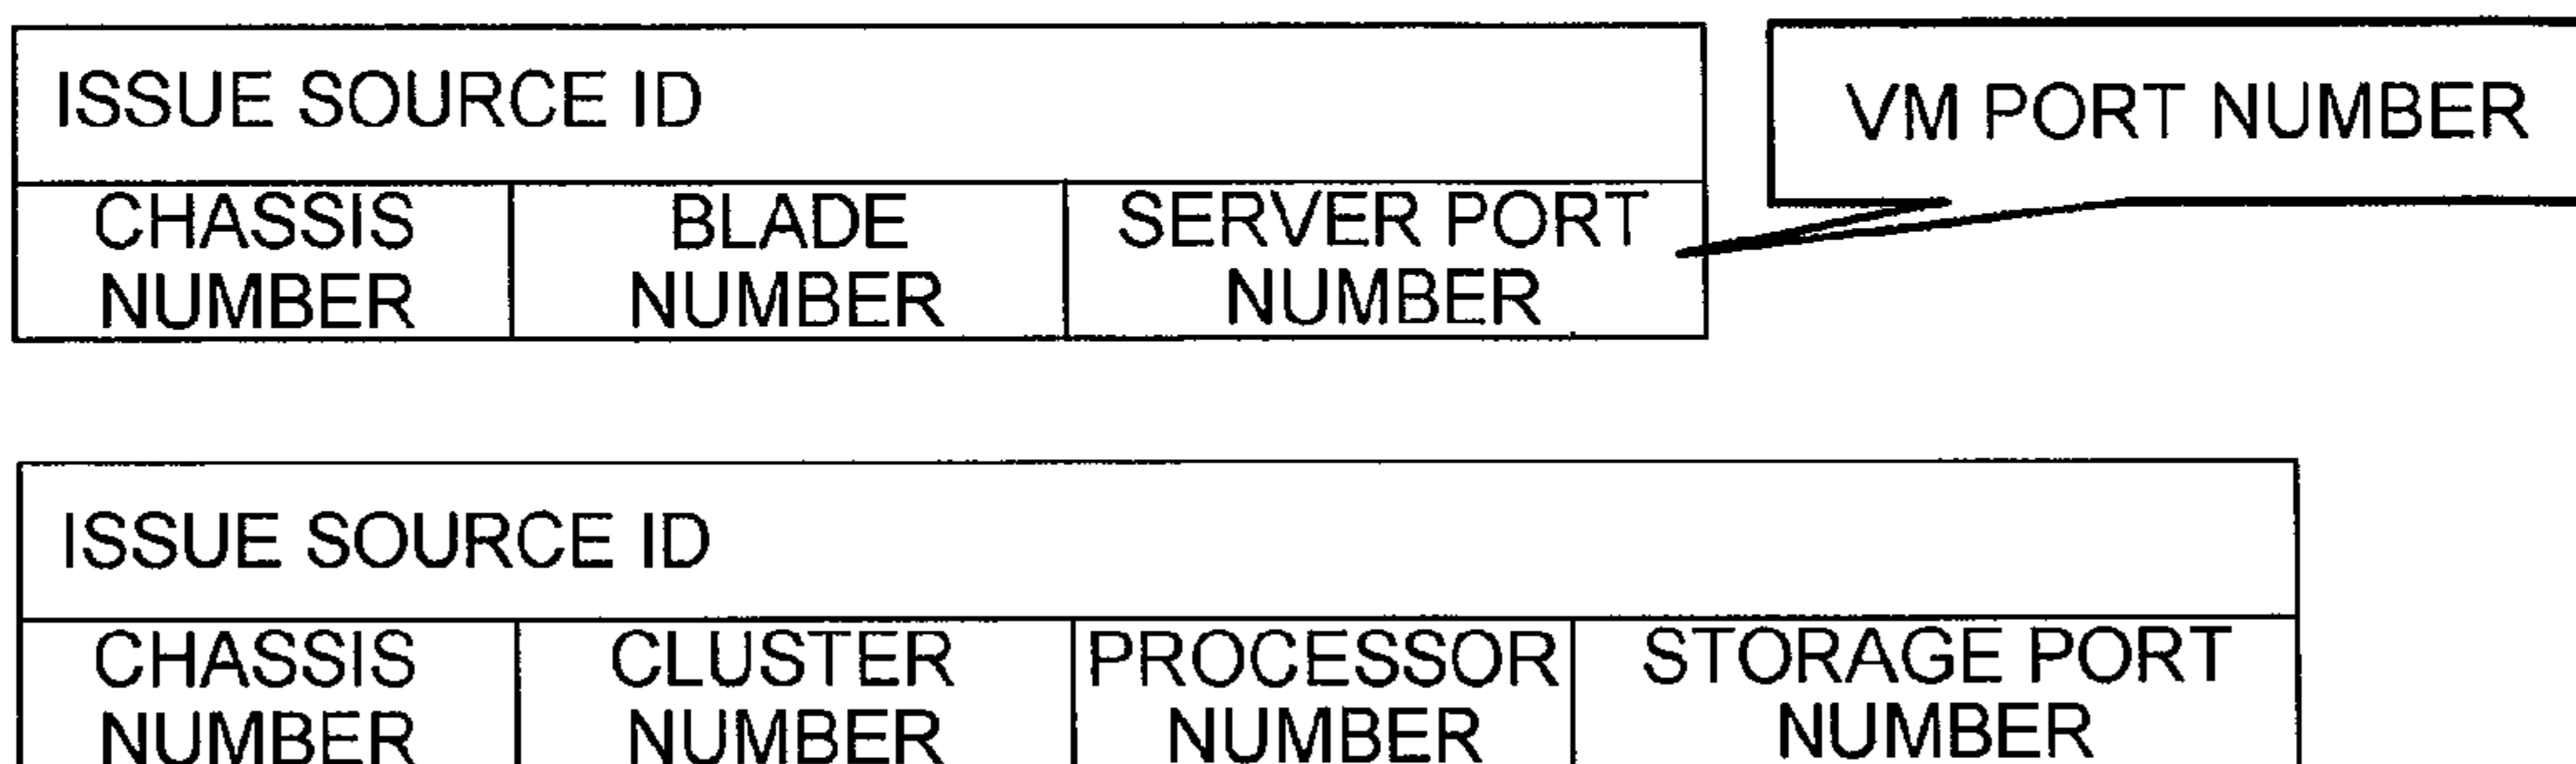 ISSUE SOURCE ID
VM PORT NUMBER
CHASSIS
NUMBER
BLADE
NUMBER
SERVER PORT
NUMBER
ISSUE SOURCE ID
CHASSIS
NUMBER
CLUSTER
NUMBER
PROCESSOR
NUMBER
STORAGE PORT
NUMBER